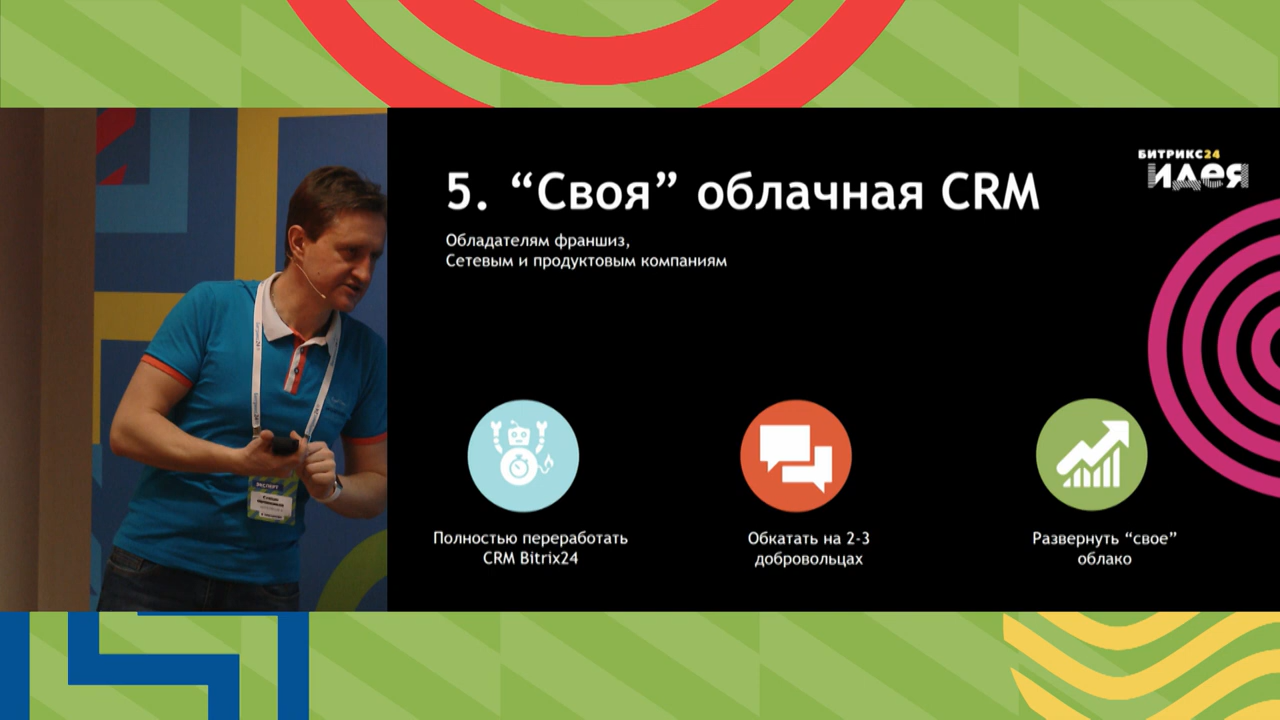 БИТРИКС24
идея
5. “Своя” облачная CRM
Обладателям франшиз,
Сетевым и продуктовым компаниям
Полностью переработать
CRM Bitrix24
Обкатать на 2-3
добровольцах
Развернуть “свое”
облако
ЭКСПЕРТ